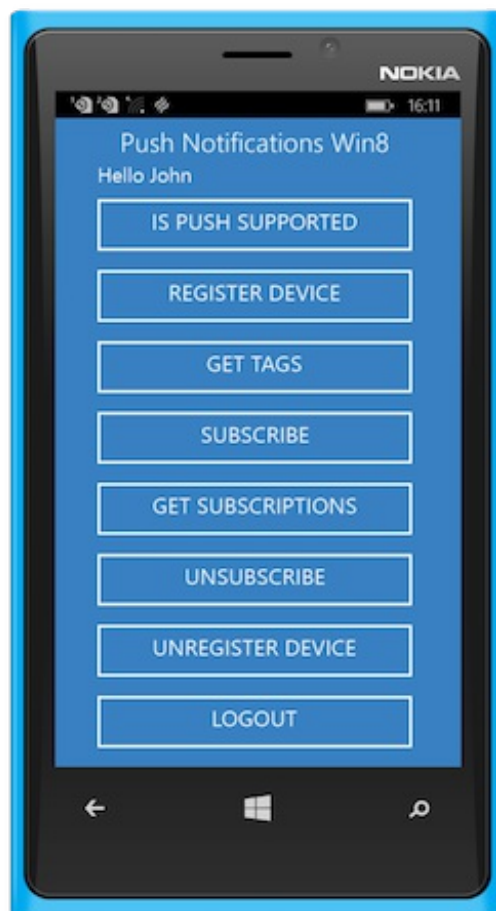 NOKIA
16:11
Push Notifications Win8
Hello John
IS PUSH SUPPORTED
REGISTER DEVICE
GET TAGS
SUBSCRIBE
GET SUBSCRIPTIONS
UNSUBSCRIBE
UNREGISTER DEVICE
LOGOUT